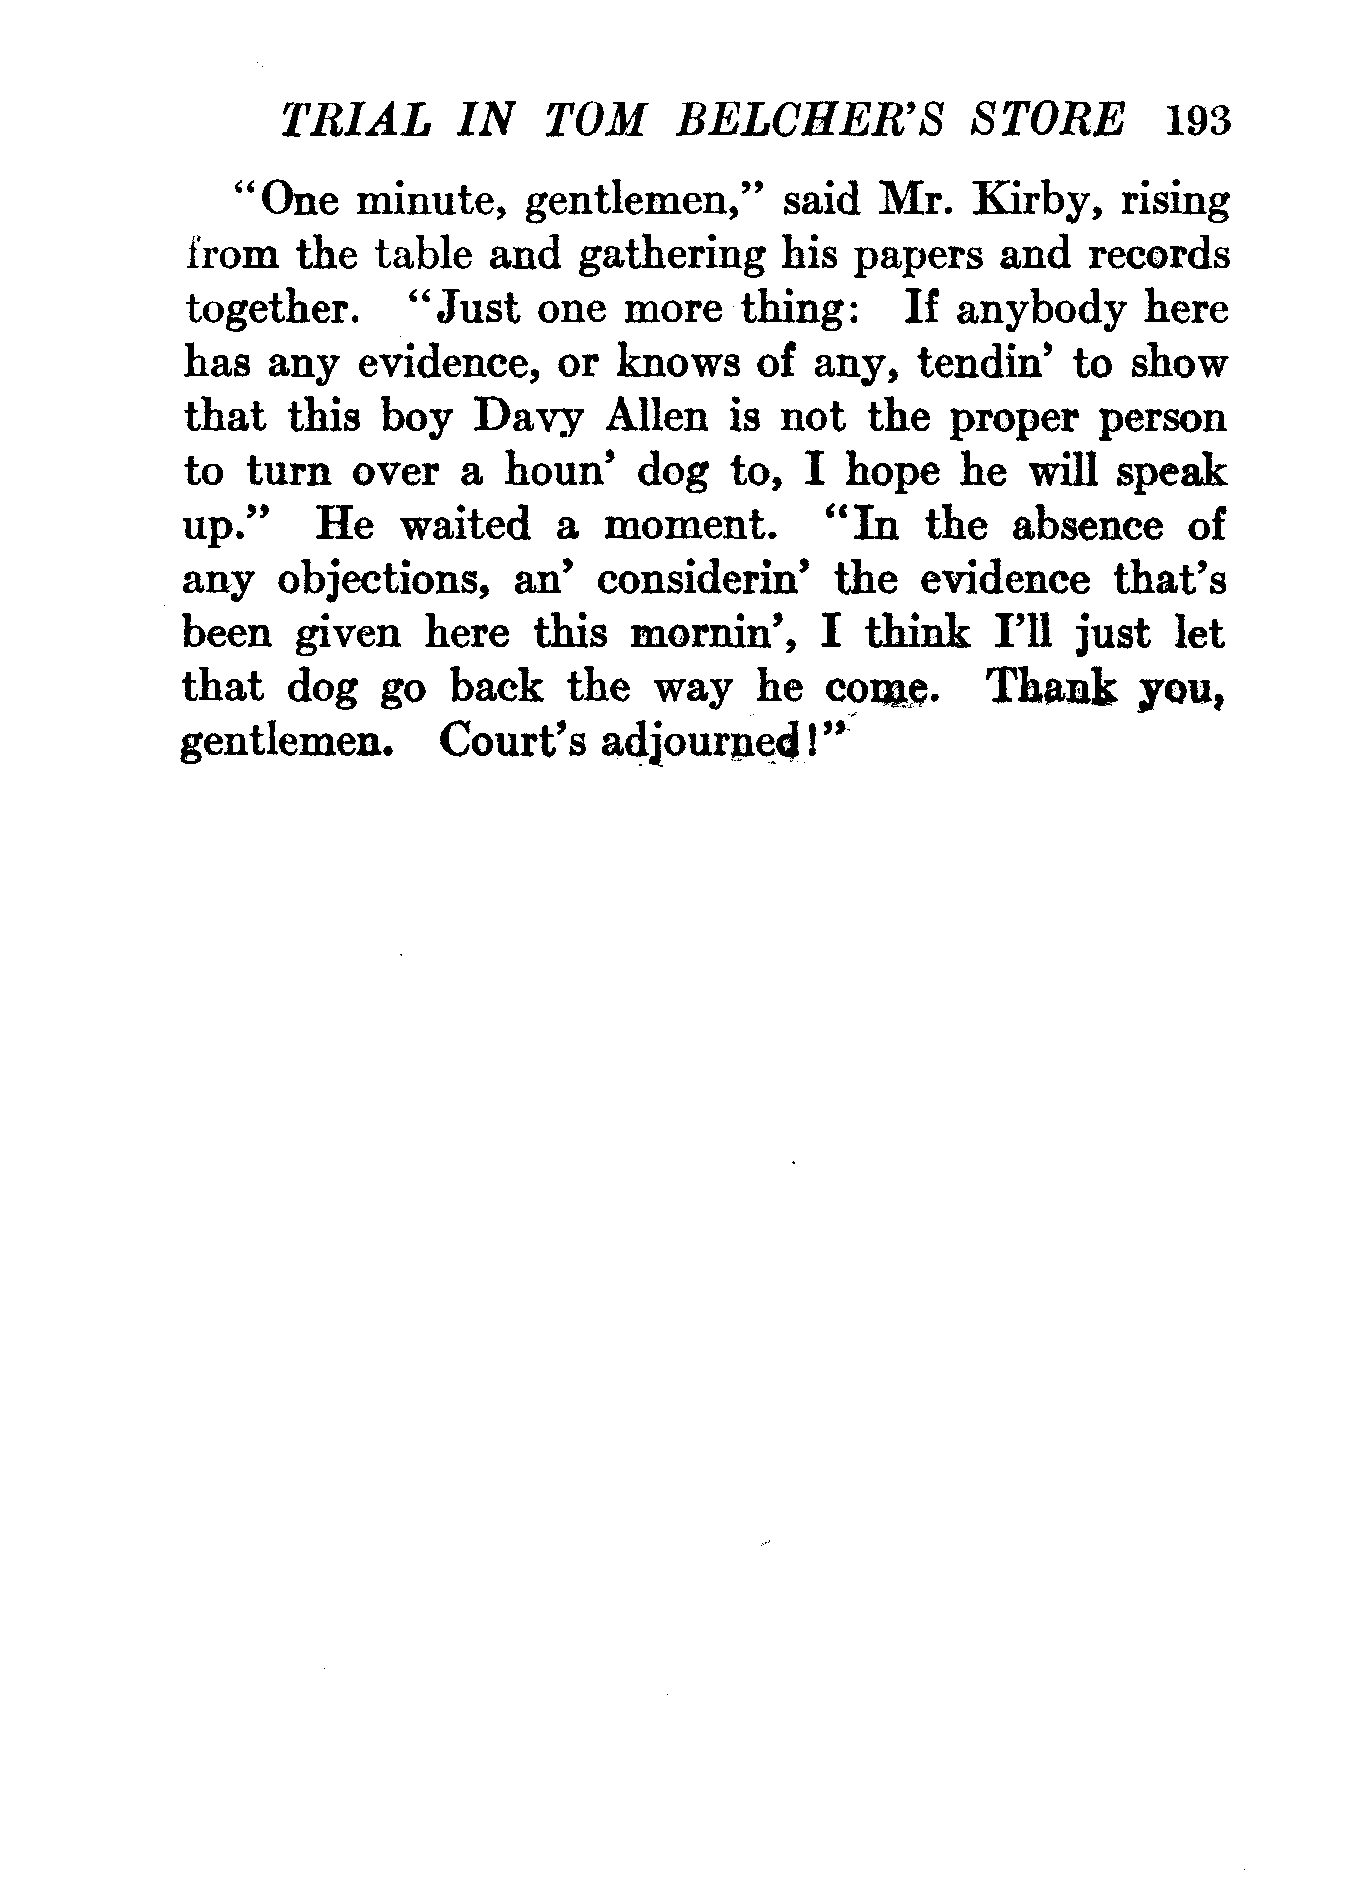 TRIAL IN TOM BELCHER'S STORE 193
"One minute, gentlemen," said Mr. Kirby, rising
from the table and gathering his papers and records
together. "Just one more thing: If anybody here
has any evidence, or knows of any, tendin' to show
that this boy Davy Allen is not the proper person
to turn over a houn' dog to, I hope he will speak
up." He waited a moment. "In the absence of
any objections, an' considerin' the evidence that's
been given here this mornin', I think I'll just let
that dog go back the way he come. Thank you,
gentlemen. Court's adjourned!"